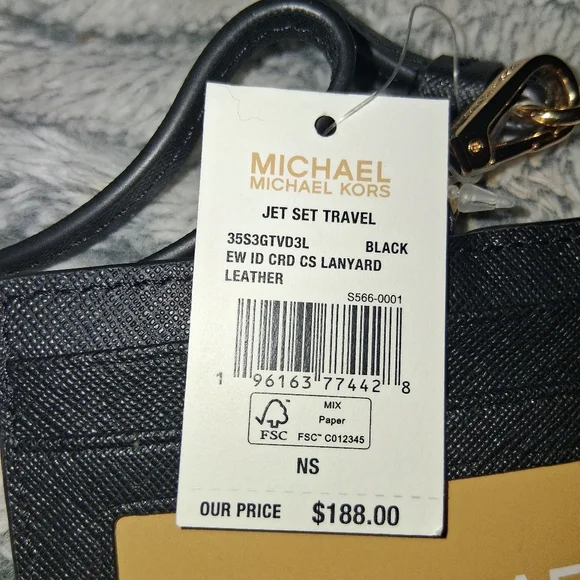 MICHAEL
MICHAEL KORS
JET SET TRAVEL
35S3GTVD3L BLACK
EW ID CRD CS LANYARD
LEATHER
S566-0001
1 96163 77442 8
FSC
MIX
Paper
FSC™ C012345
NS
OUR PRICE $188.00